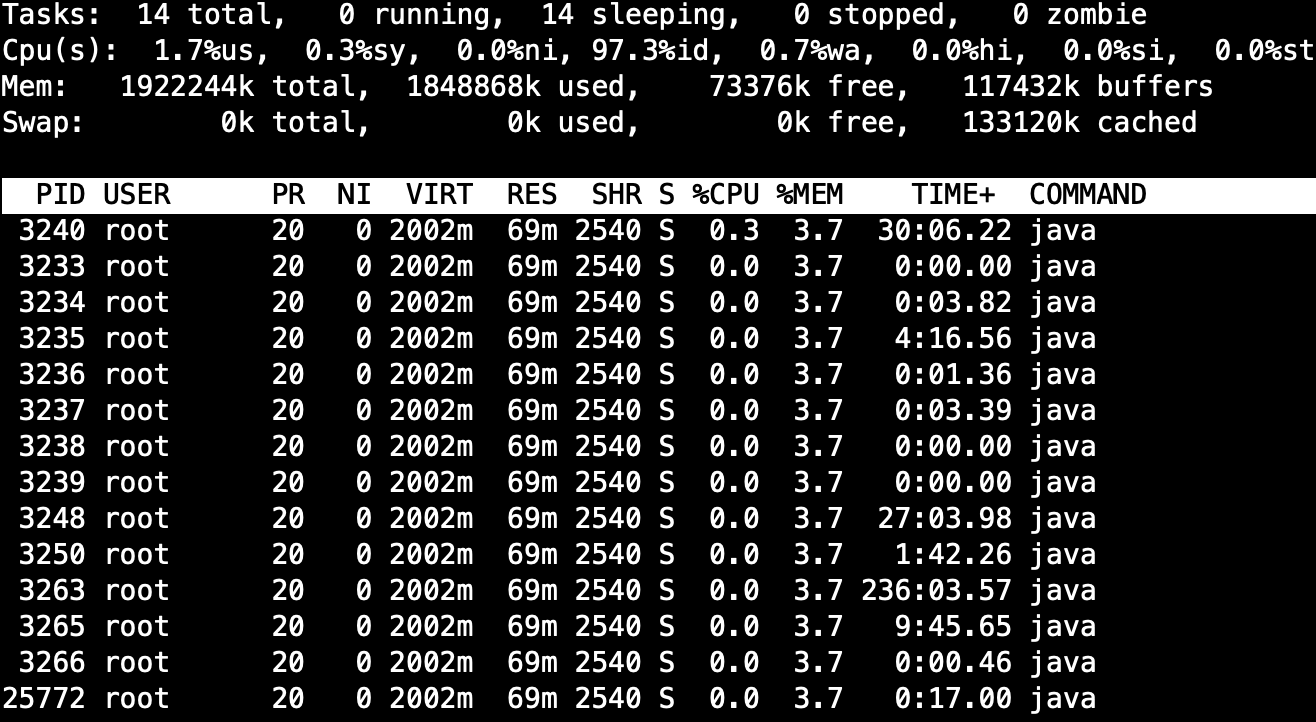 Tasks:  14 total,   0 running,  14 sleeping,   0 stopped,   0 zombie
Cpu(s):  1.7%us,  0.3%sy,  0.0%ni, 97.3%id,  0.7%wa,  0.0%hi,  0.0%si,  0.0%st
Mem:   1922244k total,  1848868k used,    73376k free,   117432k buffers
Swap:        0k total,        0k used,        0k free,   133120k cached

  PID USER      PR  NI  VIRT  RES  SHR S %CPU %MEM    TIME+  COMMAND
 3240 root      20   0 2002m  69m 2540 S  0.3  3.7  30:06.22 java
 3233 root      20   0 2002m  69m 2540 S  0.0  3.7   0:00.00 java
 3234 root      20   0 2002m  69m 2540 S  0.0  3.7   0:03.82 java
 3235 root      20   0 2002m  69m 2540 S  0.0  3.7   4:16.56 java
 3236 root      20   0 2002m  69m 2540 S  0.0  3.7   0:01.36 java
 3237 root      20   0 2002m  69m 2540 S  0.0  3.7   0:03.39 java
 3238 root      20   0 2002m  69m 2540 S  0.0  3.7   0:00.00 java
 3239 root      20   0 2002m  69m 2540 S  0.0  3.7   0:00.00 java
 3248 root      20   0 2002m  69m 2540 S  0.0  3.7  27:03.98 java
 3250 root      20   0 2002m  69m 2540 S  0.0  3.7   1:42.26 java
 3263 root      20   0 2002m  69m 2540 S  0.0  3.7 236:03.57 java
 3265 root      20   0 2002m  69m 2540 S  0.0  3.7   9:45.65 java
 3266 root      20   0 2002m  69m 2540 S  0.0  3.7   0:00.46 java
25772 root      20   0 2002m  69m 2540 S  0.0  3.7   0:17.00 java